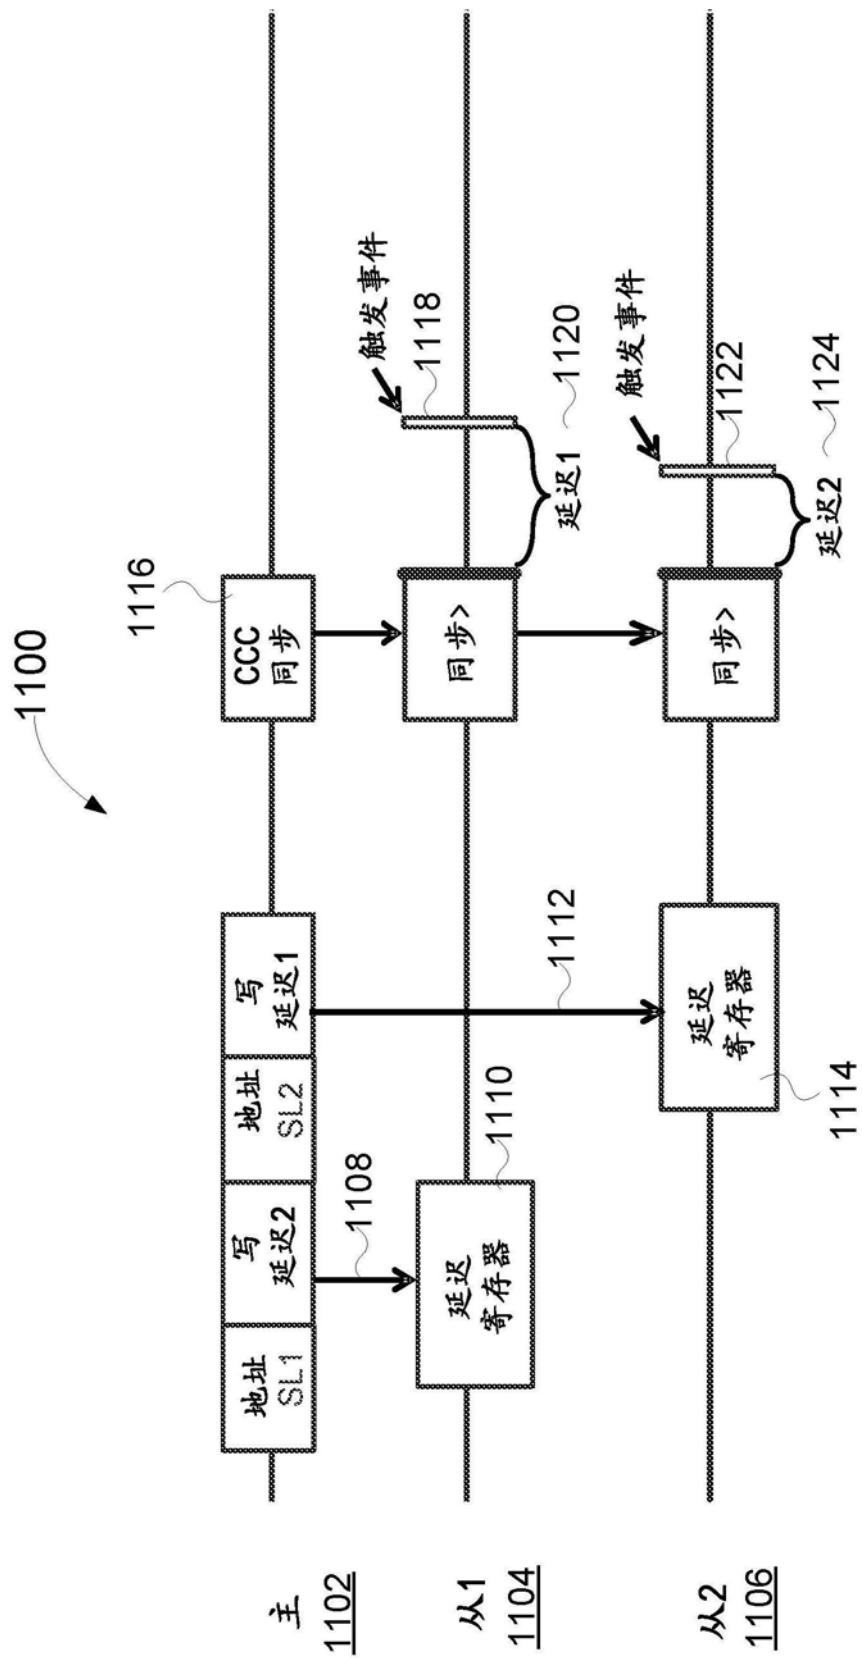 1100
主
1102
地址
SL1
写
延迟2
地址
SL2
写
延迟1
CCC
同步
1116
1108
1112
从1
1104
延迟
寄存器
1110
同步>
触发事件
1118
延迟1
1120
从2
1106
延迟
寄存器
1114
同步>
触发事件
1122
延迟2
1124